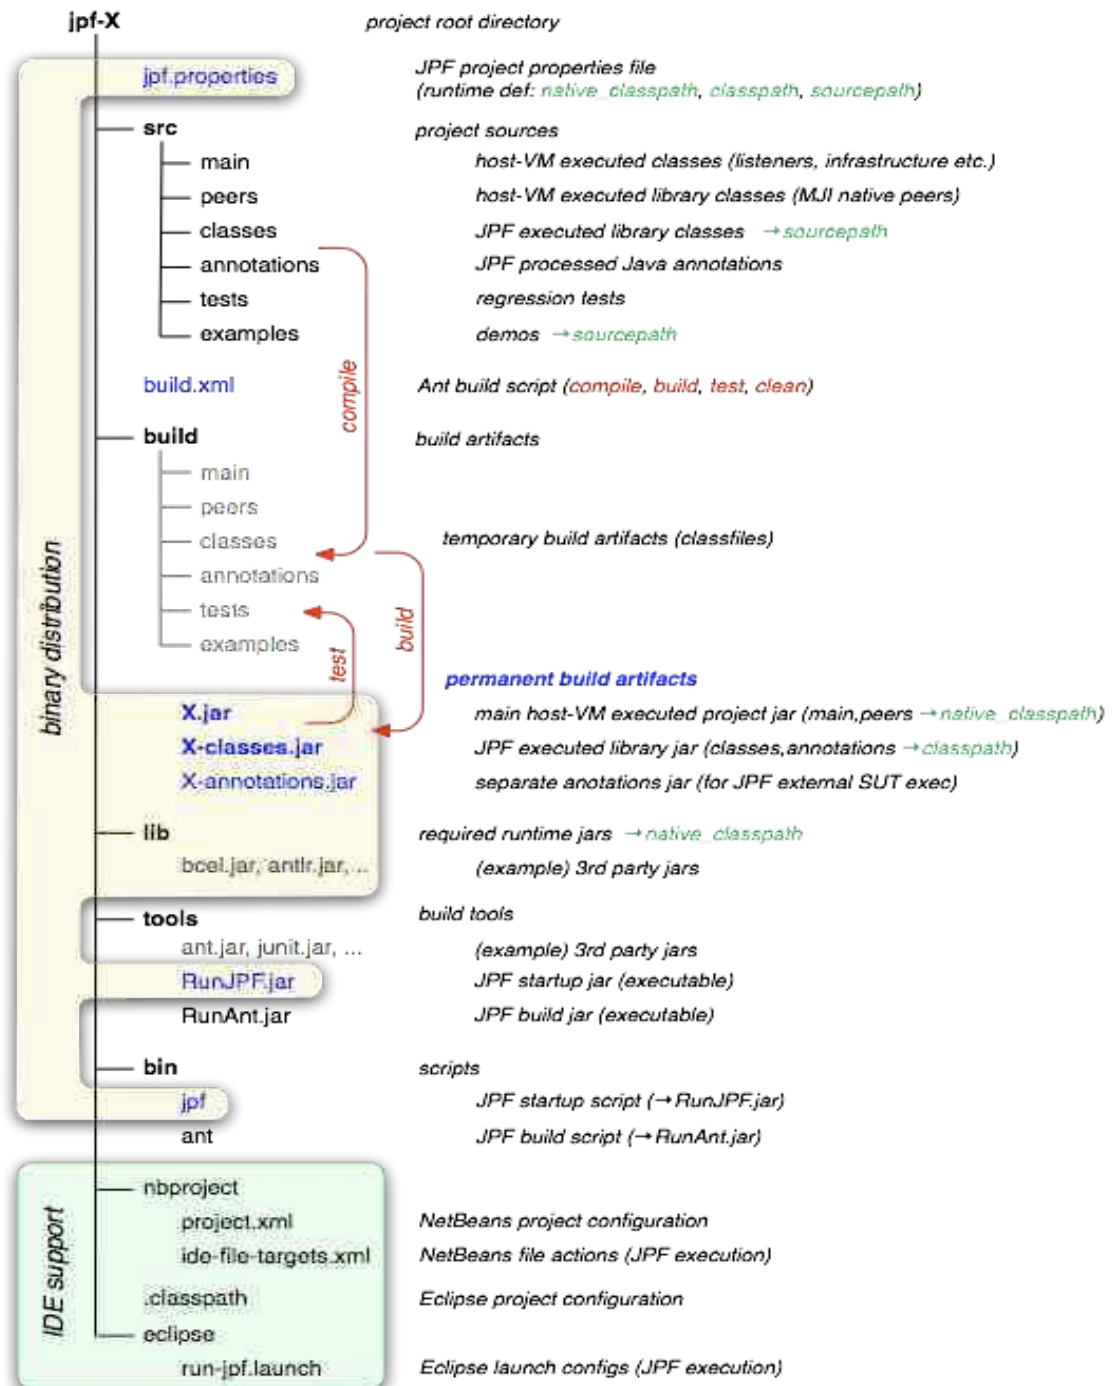 jpf-X project root directory
jpf.properties JPF project properties file
(runtime def: native_classpath, classpath, sourcepath)
src project sources
main host-VM executed classes (listeners, infrastructure etc.)
peers host-VM executed library classes (MJI native peers)
classes JPF executed library classes → sourcepath
annotations JPF processed Java annotations
tests regression tests
examples demos → sourcepath
compile
build.xml Ant build script (compile, build, test, clean)
build build artifacts
main
peers
classes temporary build artifacts (classfiles)
annotations
tests
examples
build
test
binary distribution
permanent build artifacts
X.jar main host-VM executed project jar (main,peers → native_classpath)
X-classes.jar JPF executed library jar (classes,annotations → classpath)
X-annotations.jar separate anotations jar (for JPF external SUT exec)
lib required runtime jars → native_classpath
bcel.jar, antlr.jar, .. (example) 3rd party jars
tools build tools
ant.jar, junit.jar, ... (example) 3rd party jars
RunJPF.jar JPF startup jar (executable)
RunAnt.jar JPF build jar (executable)
bin scripts
jpf JPF startup script (→ RunJPF.jar)
ant JPF build script (→ RunAnt.jar)
IDE support
nbproject
project.xml NetBeans project configuration
ide-file-targets.xml NetBeans file actions (JPF execution)
.classpath Eclipse project configuration
eclipse
run-jpf.launch Eclipse launch configs (JPF execution)